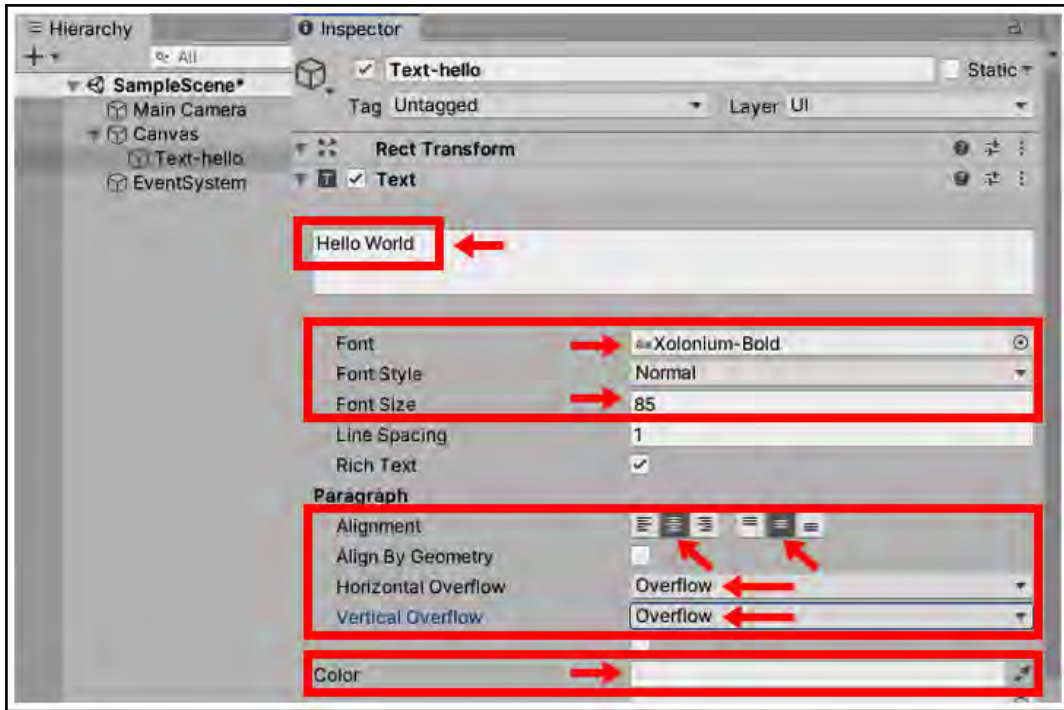 Hierarchy
Inspector
All
Text-hello
Static
SampleScene*
Tag Untagged Layer UI
Main Camera
Canvas
Text-hello
EventSystem
Rect Transform
Text
Hello World
Font Xolonium-Bold
Font Style Normal
Font Size 85
Line Spacing 1
Rich Text
Paragraph
Alignment
Align By Geometry
Horizontal Overflow Overflow
Vertical Overflow Overflow
Color